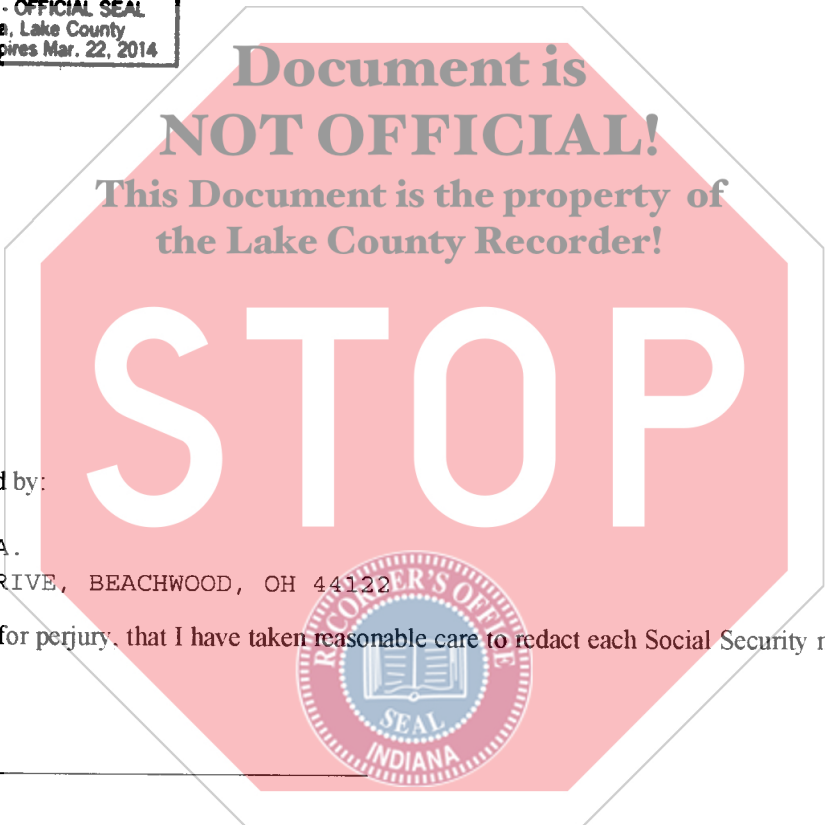 - OFFICIAL SEAL
a, Lake County
pires Mar. 22, 2014
Document is
NOT OFFICIAL!
This Document is the property of
the Lake County Recorder!
STOP
d by:
A.
RIVE, BEACHWOOD, OH 44122
RECORDER'S OFFICE
for perjury, that I have taken reasonable care to redact each Social Security n
SEAL
INDIANA